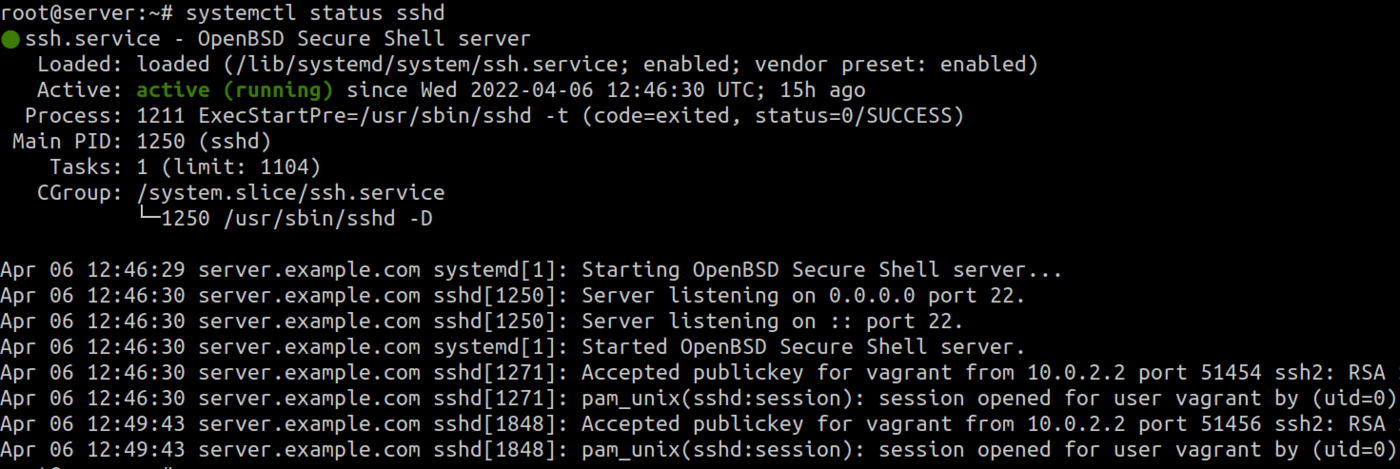 root@server:~# systemctl status sshd
● ssh.service - OpenBSD Secure Shell server
   Loaded: loaded (/lib/systemd/system/ssh.service; enabled; vendor preset: enabled)
   Active: active (running) since Wed 2022-04-06 12:46:30 UTC; 15h ago
  Process: 1211 ExecStartPre=/usr/sbin/sshd -t (code=exited, status=0/SUCCESS)
 Main PID: 1250 (sshd)
    Tasks: 1 (limit: 1104)
   CGroup: /system.slice/ssh.service
           └─1250 /usr/sbin/sshd -D
Apr 06 12:46:29 server.example.com systemd[1]: Starting OpenBSD Secure Shell server...
Apr 06 12:46:30 server.example.com sshd[1250]: Server listening on 0.0.0.0 port 22.
Apr 06 12:46:30 server.example.com sshd[1250]: Server listening on :: port 22.
Apr 06 12:46:30 server.example.com systemd[1]: Started OpenBSD Secure Shell server.
Apr 06 12:46:30 server.example.com sshd[1271]: Accepted publickey for vagrant from 10.0.2.2 port 51454 ssh2: RSA
Apr 06 12:46:30 server.example.com sshd[1271]: pam_unix(sshd:session): session opened for user vagrant by (uid=0)
Apr 06 12:49:43 server.example.com sshd[1848]: Accepted publickey for vagrant from 10.0.2.2 port 51456 ssh2: RSA
Apr 06 12:49:43 server.example.com sshd[1848]: pam_unix(sshd:session): session opened for user vagrant by (uid=0)